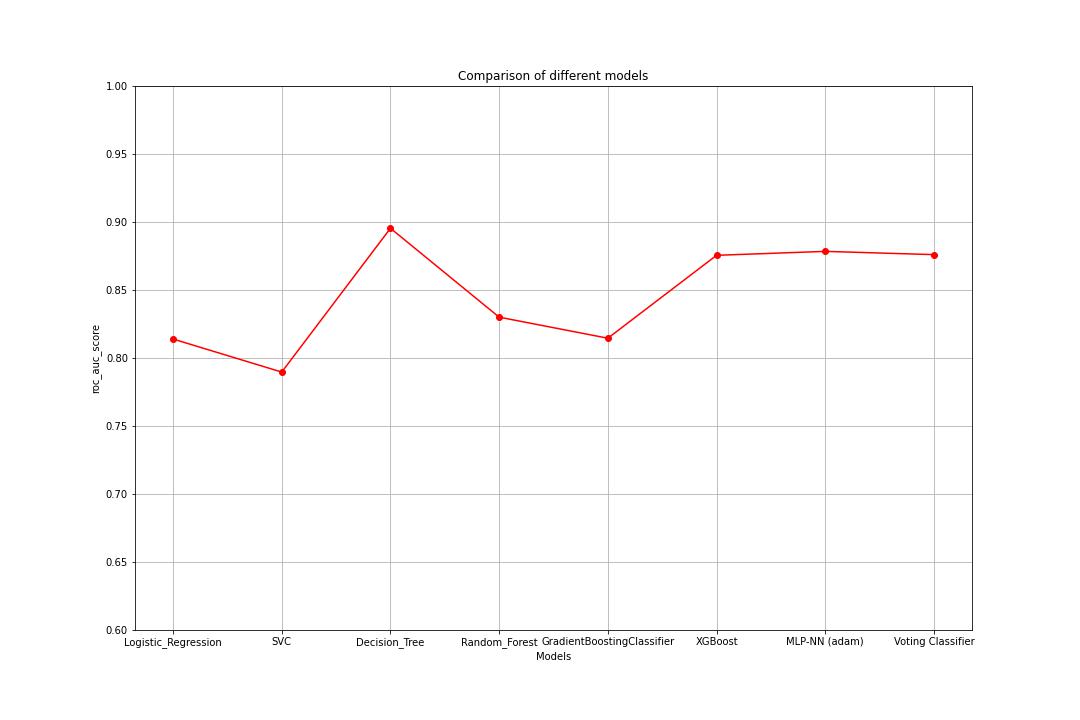 Comparison of different models
1.00
0.95
0.90
0.85
0.80
0.75
0.70
0.65
0.60
roc_auc_score
Logistic_Regression SVC Decision_Tree Random_Forest GradientBoostingClassifier XGBoost MLP-NN (adam) Voting Classifier
Models